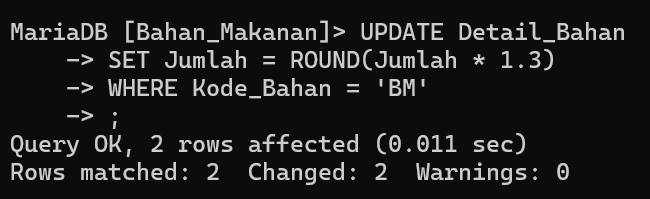 MariaDB [Bahan_Makanan]> UPDATE Detail_Bahan
    -> SET Jumlah = ROUND(Jumlah * 1.3)
    -> WHERE Kode_Bahan = 'BM'
    -> ;
Query OK, 2 rows affected (0.011 sec)
Rows matched: 2  Changed: 2  Warnings: 0